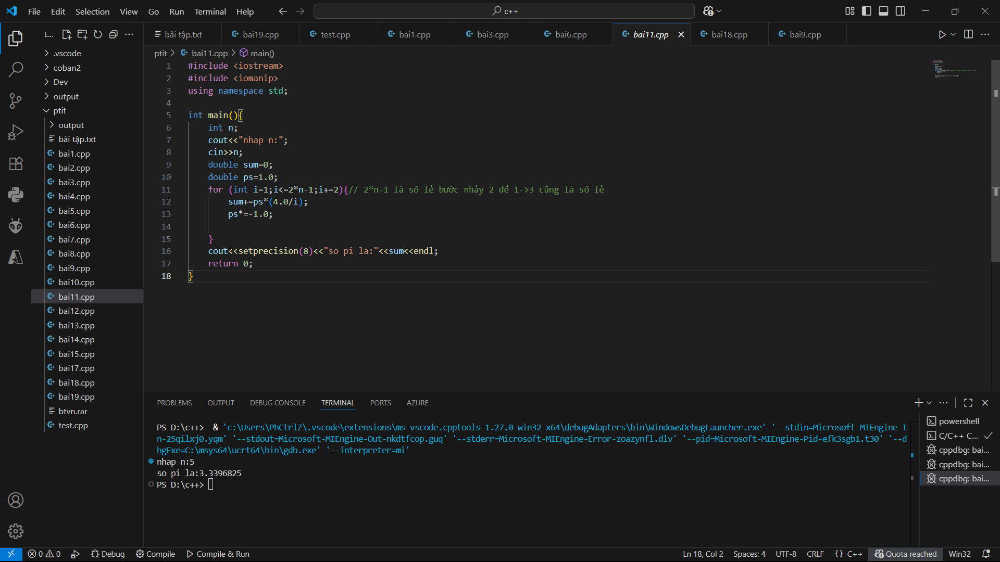 File Edit Selection View Go Run Terminal Help
c++
E...
bài tập.txt bai19.cpp test.cpp bai1.cpp bai3.cpp bai6.cpp bai11.cpp bai18.cpp bai9.cpp
.vscode
coban2
Dev
output
ptit
output
bài tập.txt
bai1.cpp
bai2.cpp
bai3.cpp
bai4.cpp
bai5.cpp
bai6.cpp
bai7.cpp
bai8.cpp
bai9.cpp
bai10.cpp
bai11.cpp
bai12.cpp
bai13.cpp
bai14.cpp
bai15.cpp
bai17.cpp
bai18.cpp
bai19.cpp
btvn.rar
test.cpp
ptit > bai11.cpp > main()
1 #include <iostream>
2 #include <iomanip>
3 using namespace std;
4
5 int main(){
6 int n;
7 cout<<"nhap n:";
8 cin>>n;
9 double sum=0;
10 double ps=1.0;
11 for (int i=1;i<=2*n-1;i+=2){// 2*n-1 là số lẻ bước nhảy 2 để 1->3 cũng là số lẻ
12 sum+=ps*(4.0/i);
13 ps*=-1.0;
14
15 }
16 cout<<setprecision(8)<<"so pi la:"<<sum<<endl;
17 return 0;
18 }
PROBLEMS OUTPUT DEBUG CONSOLE TERMINAL PORTS AZURE
PS D:\c++> & 'c:\Users\PhCtrlZ\.vscode\extensions\ms-vscode.cpptools-1.27.0-win32-x64\debugAdapters\bin\WindowsDebugLauncher.exe' '--stdin=Microsoft-MIEngine-I
n-25qilxj0.yqm' '--stdout=Microsoft-MIEngine-Out-nkdtfcop.guq' '--stderr=Microsoft-MIEngine-Error-zoazynfl.dlv' '--pid=Microsoft-MIEngine-Pid-efk3sgb1.t30' '--d
bgExe=C:\msys64\ucrt64\bin\gdb.exe' '--interpreter=mi'
nhap n:5
so pi la:3.3396825
PS D:\c++>
powershell
C/C++ C...
cppdbg: bai...
cppdbg: bai...
cppdbg: bai...
0 0 Debug Compile Compile & Run Ln 18, Col 2 Spaces: 4 UTF-8 CRLF {} C++ Quota reached Win32